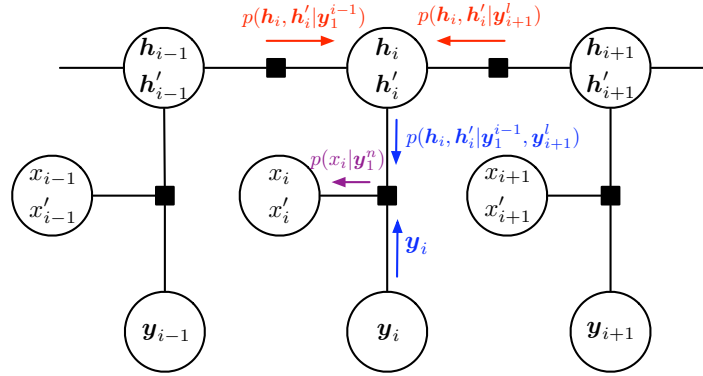 p(h_i, h′_i|y_1^{i−1}) p(h_i, h′_i|y_{i+1}^l)
h_{i−1} h_i h_{i+1}
h′_{i−1} h′_i h′_{i+1}
p(h_i, h′_i|y_1^{i−1}, y_{i+1}^l)
p(x_i|y_1^n)
x_{i−1} x_i x_{i+1}
x′_{i−1} x′_i x′_{i+1}
y_i
y_{i−1} y_i y_{i+1}